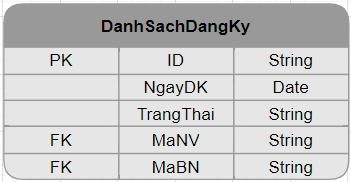 DanhSachDangKy
PK ID String
NgayDK Date
TrangThai String
FK MaNV String
FK MaBN String